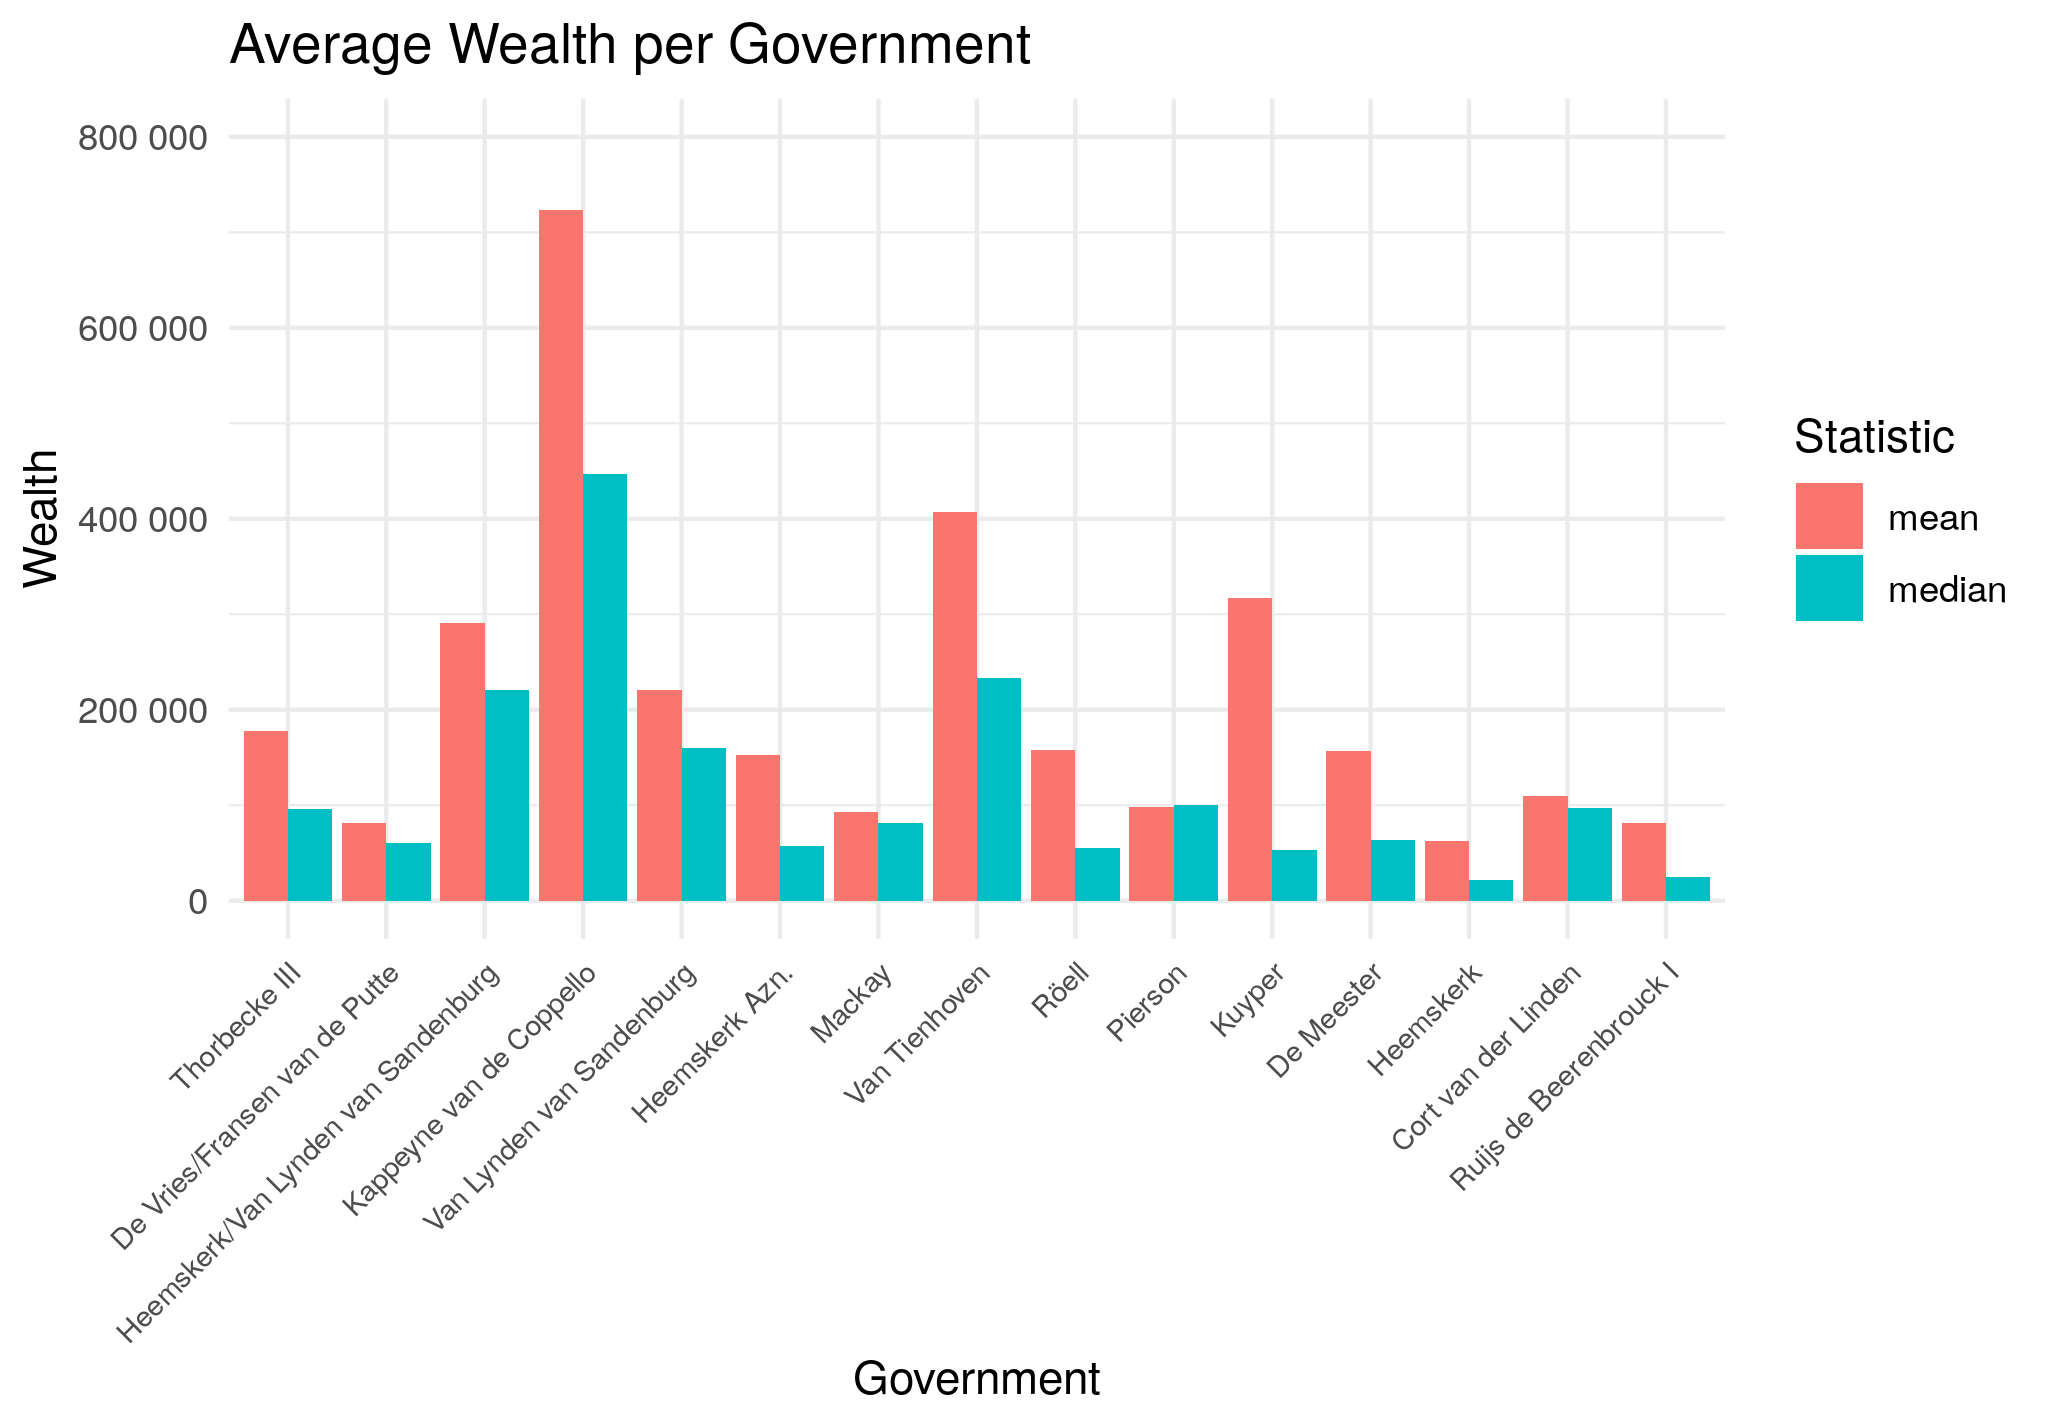 Average Wealth per Government
800 000
600 000
400 000
200 000
0
Wealth
Thorbecke III
De Vries/Fransen van de Putte
Heemskerk/Van Lynden van Sandenburg
Kappeyne van de Coppello
Van Lynden van Sandenburg
Heemskerk Azn.
Mackay
Van Tienhoven
Röell
Pierson
Kuyper
De Meester
Heemskerk
Cort van der Linden
Ruijs de Beerenbrouck I
Government
Statistic
mean
median